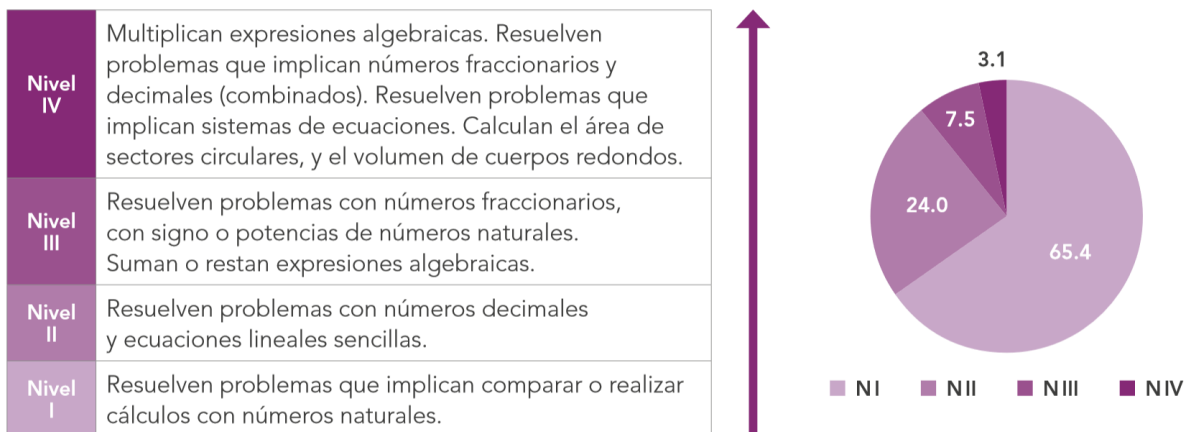 Nivel
IV
Multiplican expresiones algebraicas. Resuelven
problemas que implican números fraccionarios y
decimales (combinados). Resuelven problemas que
implican sistemas de ecuaciones. Calculan el área de
sectores circulares, y el volumen de cuerpos redondos.
Nivel
III
Resuelven problemas con números fraccionarios,
con signo o potencias de números naturales.
Suman o restan expresiones algebraicas.
Nivel
II
Resuelven problemas con números decimales
y ecuaciones lineales sencillas.
Nivel
I
Resuelven problemas que implican comparar o realizar
cálculos con números naturales.
3.1
7.5
24.0
65.4
N I N II N III N IV